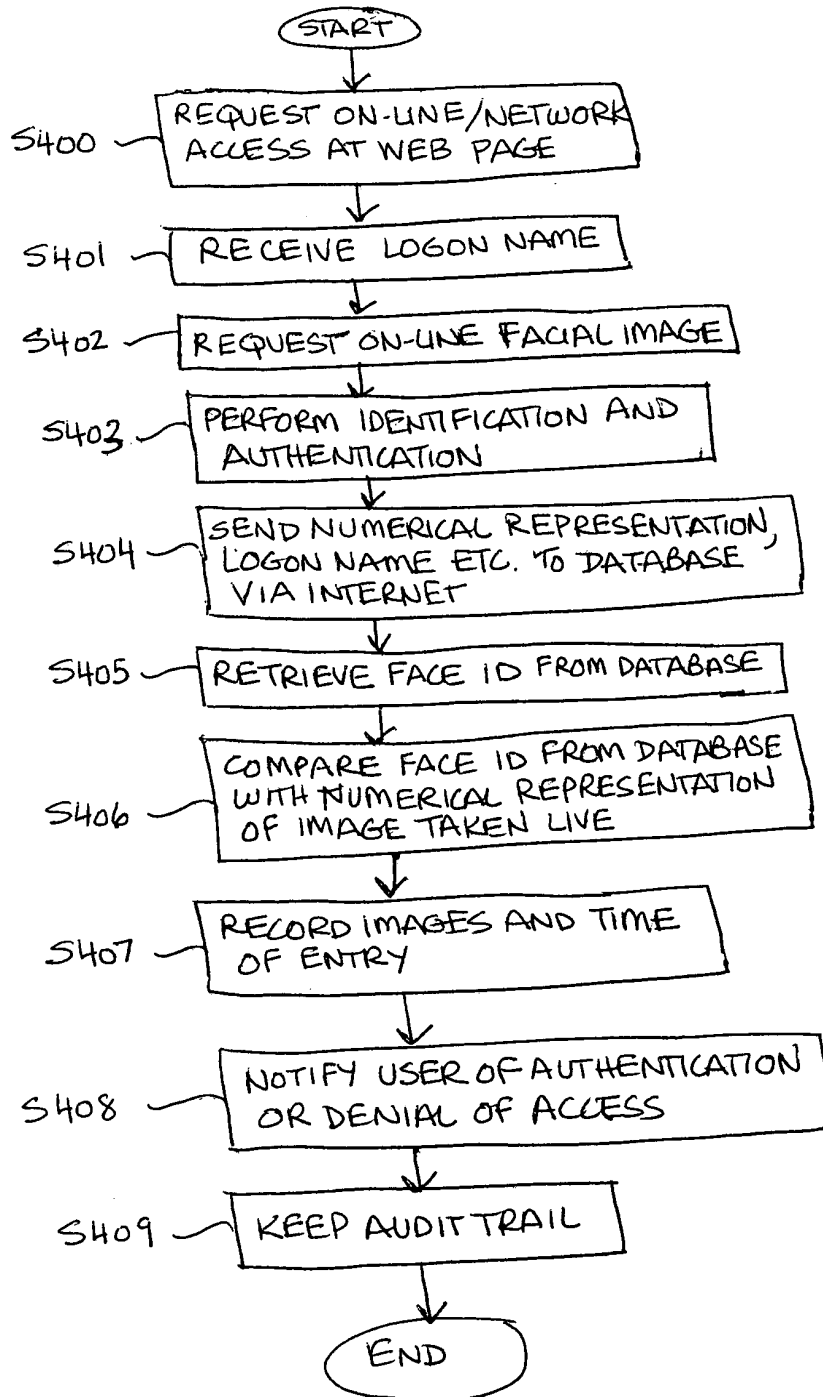 START
S400
REQUEST ON-LINE/NETWORK
ACCESS AT WEB PAGE
S401
RECEIVE LOGON NAME
S402
REQUEST ON-LINE FACIAL IMAGE
S403
PERFORM IDENTIFICATION AND
AUTHENTICATION
S404
SEND NUMERICAL REPRESENTATION,
LOGON NAME ETC. TO DATABASE,
VIA INTERNET
S405
RETRIEVE FACE ID FROM DATABASE
S406
COMPARE FACE ID FROM DATABASE
WITH NUMERICAL REPRESENTATION
OF IMAGE TAKEN LIVE
S407
RECORD IMAGES AND TIME
OF ENTRY
S408
NOTIFY USER OF AUTHENTICATION
OR DENIAL OF ACCESS
S409
KEEP AUDIT TRAIL
END